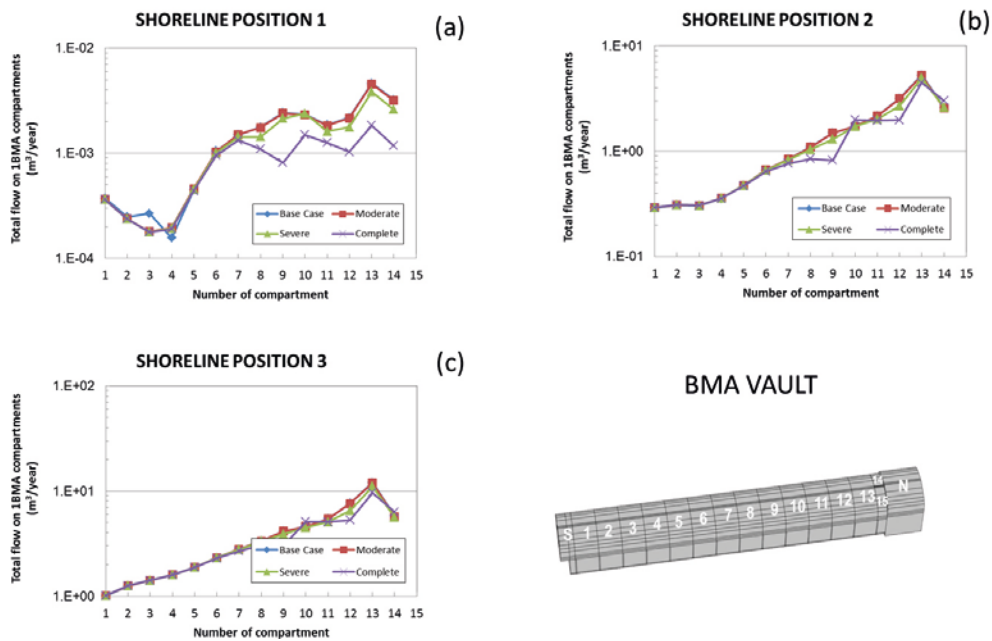 SHORELINE POSITION 1
(a)
1.E-02
1.E-03
1.E-04
Total flow on 1BMA compartments
(m³/year)
Base Case
Moderate
Severe
Complete
1 2 3 4 5 6 7 8 9 10 11 12 13 14 15
Number of compartment
SHORELINE POSITION 2
(b)
1.E+01
1.E+00
1.E-01
Total flow on 1BMA compartments
(m³/year)
Base Case
Moderate
Severe
Complete
1 2 3 4 5 6 7 8 9 10 11 12 13 14 15
Number of compartment
SHORELINE POSITION 3
(c)
1.E+02
1.E+01
1.E+00
Total flow on 1BMA compartments
(m³/year)
Base Case
Moderate
Severe
Complete
1 2 3 4 5 6 7 8 9 10 11 12 13 14 15
Number of compartment
BMA VAULT
S 1 2 3 4 5 6 7 8 9 10 11 12 13 14 15 N